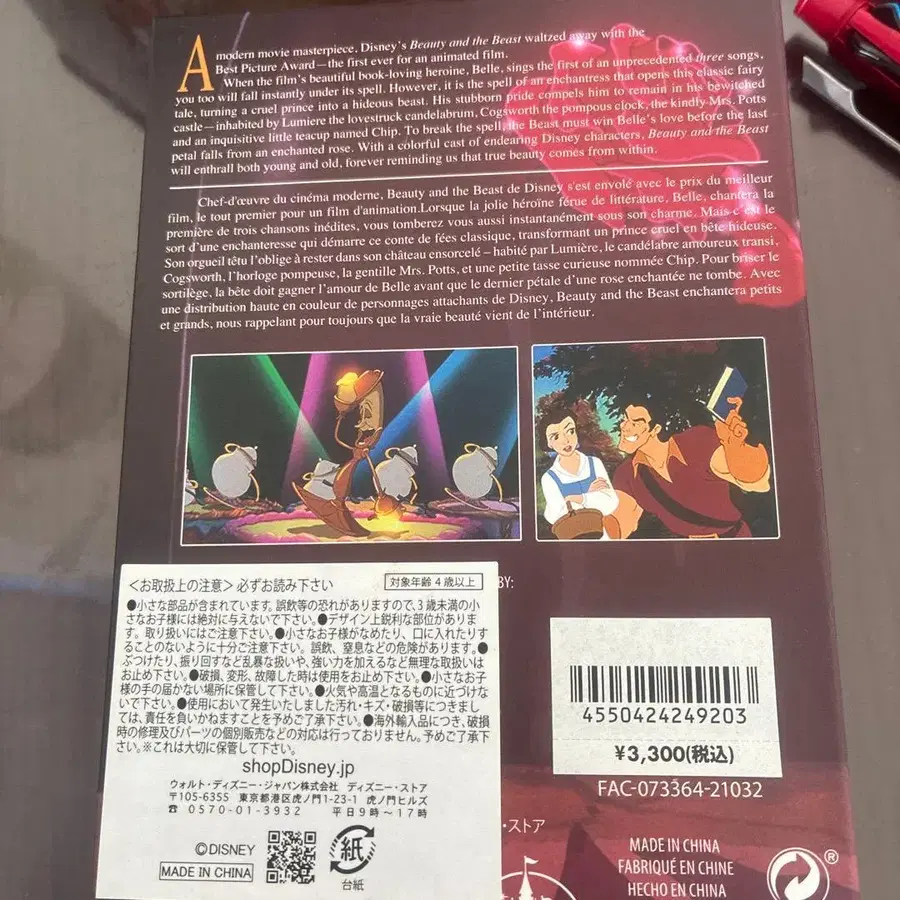 A modern movie masterpiece, Disney's Beauty and the Beast waltzed away with the
Best Picture Award—the first ever for an animated film.
When the film's beautiful book-loving heroine, Belle, sings the first of an unprecedented three songs,
you too will fall instantly under its spell. However, it is the spell of an enchantress that opens this classic fairy
tale, turning a cruel prince into a hideous beast. His stubborn pride compels him to remain in his bewitched
castle—inhabited by Lumiere the lovestruck candelabrum, Cogsworth the pompous clock, the kindly Mrs. Potts
and an inquisitive little teacup named Chip. To break the spell, the Beast must win Belle's love before the last
petal falls from an enchanted rose. With a colorful cast of endearing Disney characters, Beauty and the Beast
will enthrall both young and old, forever reminding us that true beauty comes from within.
Chef-d'œuvre du cinéma moderne, Beauty and the Beast de Disney s'est envolé avec le prix du meilleur
film, le tout premier pour un film d'animation.Lorsque la jolie héroïne férue de littérature, Belle, chantera la
première de trois chansons inédites, vous tomberez vous aussi instantanément sous son charme. Mais c'est le
sort d'une enchanteresse qui démarre ce conte de fées classique, transformant un prince cruel en bête hideuse.
Son orgueil têtu l'oblige à rester dans son château ensorcelé – habité par Lumière, le candélabre amoureux transi,
Cogsworth, l'horloge pompeuse, la gentille Mrs. Potts, et une petite tasse curieuse nommée Chip. Pour briser le
sortilège, la bête doit gagner l'amour de Belle avant que le dernier pétale d'une rose enchantée ne tombe. Avec
une distribution haute en couleur de personnages attachants de Disney, Beauty and the Beast enchantera petits
et grands, nous rappelant pour toujours que la vraie beauté vient de l'intérieur.
BY:
<お取扱上の注意> 必ずお読み下さい 対象年齢4歳以上
●小さな部品が含まれています。誤飲等の恐れがありますので、3歳未満の小
さなお子様には絶対に与えないで下さい。●デザイン上鋭利な部位がありま
す。取り扱いにはご注意下さい。●小さなお子様がなめたり、口に入れたりす
ることのないように十分ご注意下さい。誤飲、窒息などの危険があります。●
ぶつけたり、振り回すなど乱暴な扱いや、強い力を加えるなど無理な取扱いは
お止め下さい。●破損、変形、故障した時は使用をお止め下さい。●小さなお子
様の手の届かない場所に保管して下さい。●火気や高温となるものに近づけな
いで下さい。●使用において発生いたしました汚れ・キズ・破損等につきまし
ては、責任を負いかねますことを予めご了承下さい。●海外輸入品につき、破損
時の修理及びパーツの個別販売などの対応は行っておりません。予めご了承下
さい。※これは大切に保管して下さい。
shopDisney.jp
ウォルト・ディズニー・ジャパン株式会社 ディズニー・ストア
〒105-6355 東京都港区虎ノ門1-23-1 虎ノ門ヒルズ
☎ 0570-01-3932 平日9時～17時
©DISNEY
MADE IN CHINA
紙
台紙
4550424249203
¥3,300(税込)
FAC-073364-21032
・ストア
MADE IN CHINA
FABRIQUÉ EN CHINE
HECHO EN CHINA
®